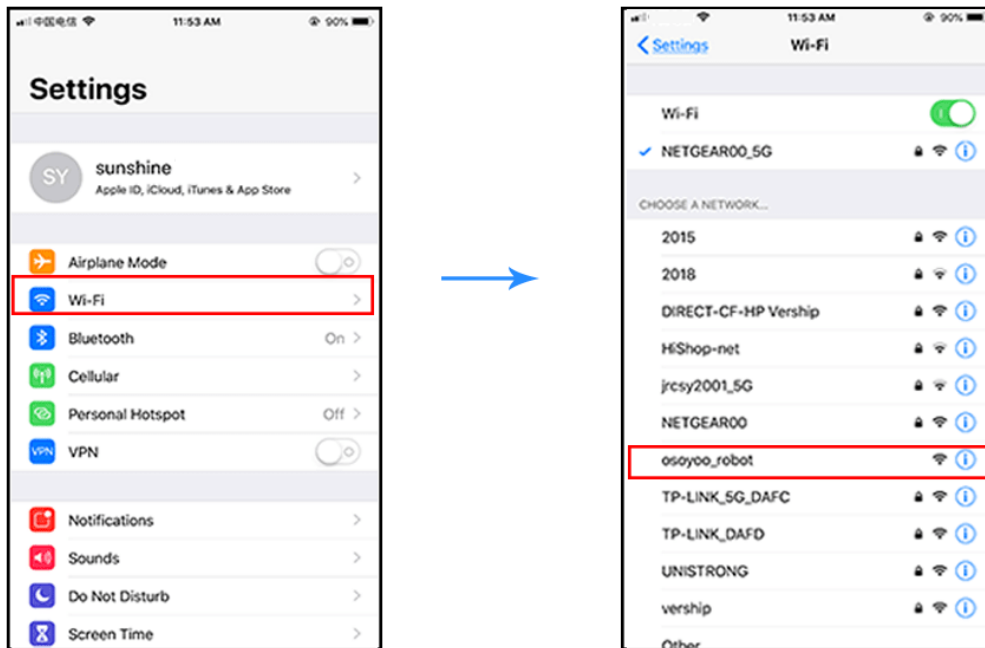 中国电信 11:53 AM 90%
Settings
SY
sunshine
Apple ID, iCloud, iTunes & App Store
Airplane Mode
Wi-Fi
Bluetooth On
Cellular
Personal Hotspot Off
VPN VPN
Notifications
Sounds
Do Not Disturb
Screen Time
11:53 AM 90%
Settings Wi-Fi
Wi-Fi
NETGEAR00_5G
CHOOSE A NETWORK...
2015
2018
DIRECT-CF-HP Vership
HiShop-net
jrcsy2001_5G
NETGEAR00
osoyoo_robot
TP-LINK_5G_DAFC
TP-LINK_DAFD
UNISTRONG
vership
Other